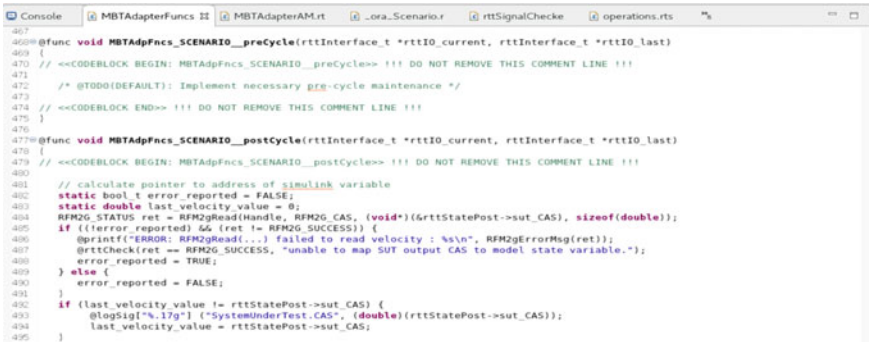 Console MBTAdapterFuncs MBTAdapterAM.rt _ora_Scenario.r rttSignalChecke operations.rts
467
468 @func void MBTAdpFncs_SCENARIO__preCycle(rttInterface_t *rttIO_current, rttInterface_t *rttIO_last)
469 {
470 // <<CODEBLOCK BEGIN: MBTAdpFncs_SCENARIO__preCycle>> !!! DO NOT REMOVE THIS COMMENT LINE !!!
471
472 /* @TODO(DEFAULT): Implement necessary pre-cycle maintenance */
473
474 // <<CODEBLOCK END>> !!! DO NOT REMOVE THIS COMMENT LINE !!!
475 }
476
477 @func void MBTAdpFncs_SCENARIO__postCycle(rttInterface_t *rttIO_current, rttInterface_t *rttIO_last)
478 {
479 // <<CODEBLOCK BEGIN: MBTAdpFncs_SCENARIO__postCycle>> !!! DO NOT REMOVE THIS COMMENT LINE !!!
480
481 // calculate pointer to address of simulink variable
482 static bool_t error_reported = FALSE;
483 static double last_velocity_value = 0;
484 RFM2G_STATUS ret = RFM2gRead(Handle, RFM2G_CAS, (void*)(&rttStatePost->sut_CAS), sizeof(double));
485 if ((!error_reported) && (ret != RFM2G_SUCCESS)) {
486 @printf("ERROR: RFM2gRead(...) failed to read velocity : %s\n", RFM2gErrorMsg(ret));
487 @rttCheck(ret == RFM2G_SUCCESS, "unable to map SUT output CAS to model state variable.");
488 error_reported = TRUE;
489 } else {
490 error_reported = FALSE;
491 }
492 if (last_velocity_value != rttStatePost->sut_CAS) {
493 @logSig["%.17g"] ("SystemUnderTest.CAS", (double)(rttStatePost->sut_CAS));
494 last_velocity_value = rttStatePost->sut_CAS;
495 }